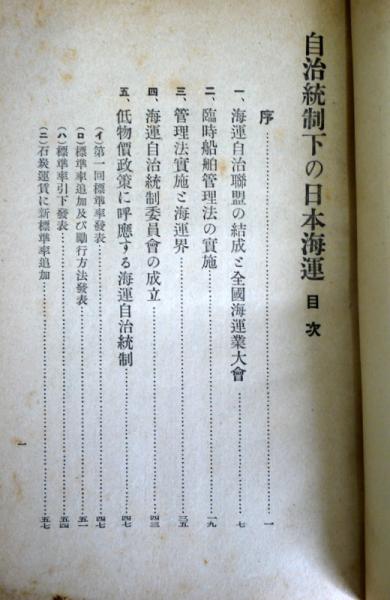 自治統制下の日本海運 目次
序……………………一
一、海運自治聯盟の結成と全國海運業大會……………………七
二、臨時船舶管理法の實施……………………一九
三、管理法實施と海運界……………………三五
四、海運自治統制委員會の成立……………………四三
五、低物價政策に呼應する海運自治統制……………………四七
(イ)第一回標準率發表……………………四七
(ロ)標準率追加及び勵行方法發表……………………五一
(ハ)標準率引下發表……………………五四
(ニ)石炭運賃に新標準率追加……………………五七
一